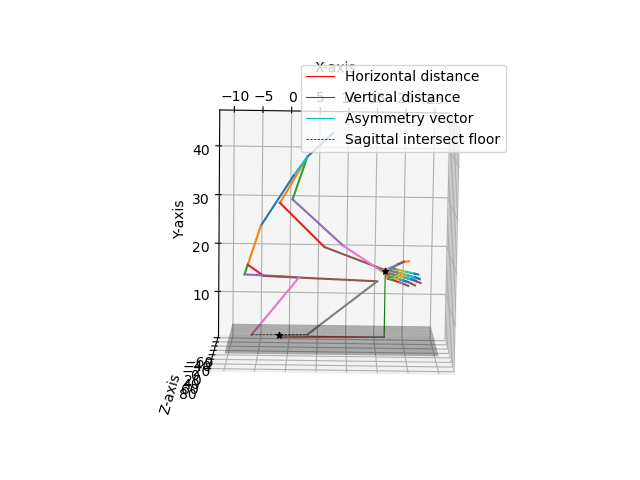 X-axis
Horizontal distance
Vertical distance
Asymmetry vector
Sagittal intersect floor
−10 −5 0 5
40
30
20
10
Y-axis
Z-axis
80